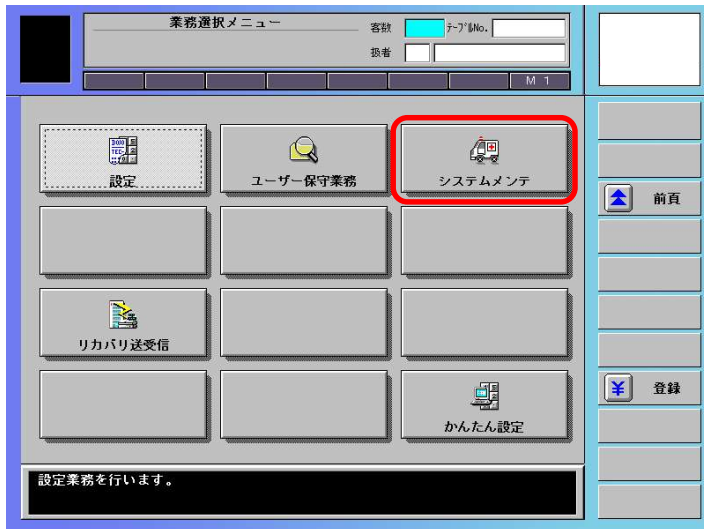 業務選択メニュー
客数
ﾃｰﾌﾞﾙNo.
扱者
M 1
設定
ユーザー保守業務
システムメンテ
前頁
リカバリ送受信
登録
かんたん設定
設定業務を行います。